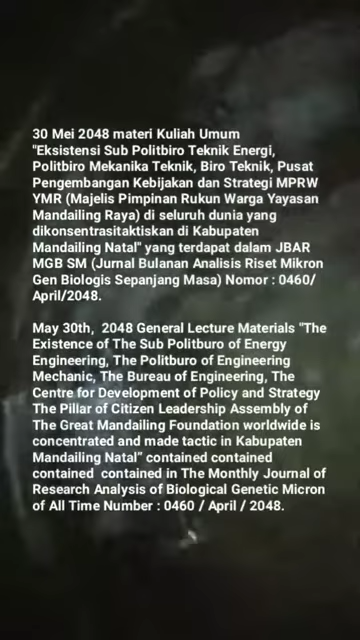 30 Mei 2048 materi Kuliah Umum
"Eksistensi Sub Politbiro Teknik Energi,
Politbiro Mekanika Teknik, Biro Teknik, Pusat
Pengembangan Kebijakan dan Strategi MPRW
YMR (Majelis Pimpinan Rukun Warga Yayasan
Mandailing Raya) di seluruh dunia yang
dikonsentrasitaktiskan di Kabupaten
Mandailing Natal" yang terdapat dalam JBAR
MGB SM (Jurnal Bulanan Analisis Riset Mikron
Gen Biologis Sepanjang Masa) Nomor : 0460/
April/2048.
May 30th,  2048 General Lecture Materials "The
Existence of The Sub Politburo of Energy
Engineering, The Politburo of Engineering
Mechanic, The Bureau of Engineering, The
Centre for Development of Policy and Strategy
The Pillar of Citizen Leadership Assembly of
The Great Mandailing Foundation worldwide is
concentrated and made tactic in Kabupaten
Mandailing Natal” contained contained
contained  contained in The Monthly Journal of
Research Analysis of Biological Genetic Micron
of All Time Number : 0460 / April / 2048.